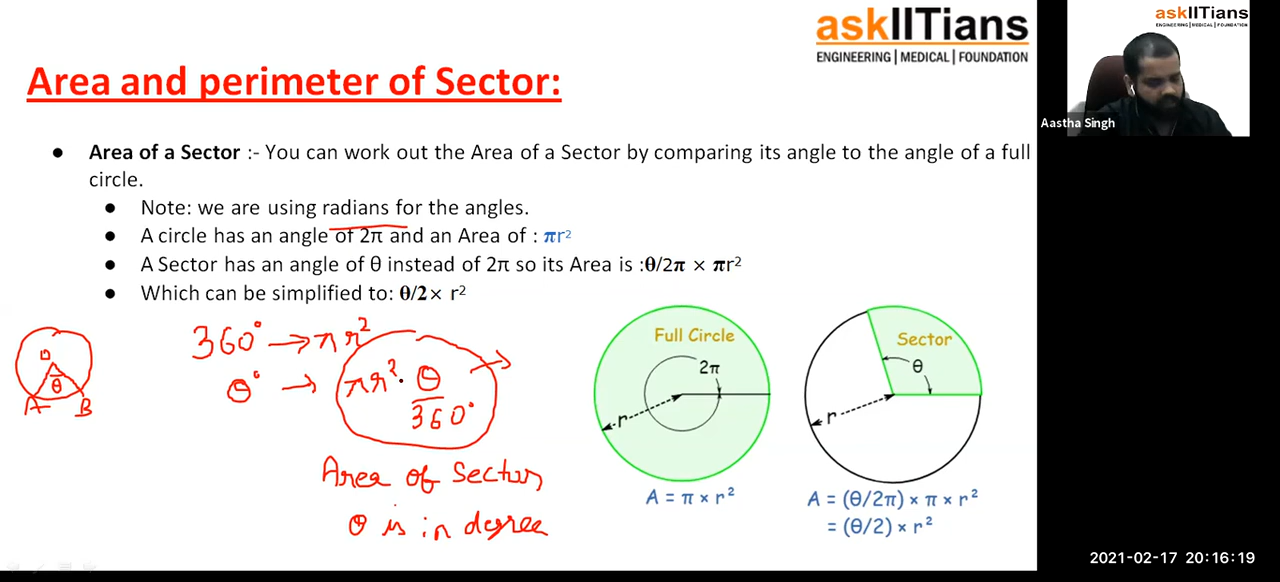 askIITians
ENGINEERING | MEDICAL | FOUNDATION
askIITians
ENGINEERING | MEDICAL | FOUNDATION
Aastha Singh
Area and perimeter of Sector:
● Area of a Sector :- You can work out the Area of a Sector by comparing its angle to the angle of a full
circle.
● Note: we are using radians for the angles.
● A circle has an angle of 2π and an Area of : πr²
● A Sector has an angle of θ instead of 2π so its Area is :θ/2π × πr²
● Which can be simplified to: θ/2× r²
360° → πr²
θ° → πr² · θ/360°
Area of Sector
θ is in degree
O
θ
A B
Full Circle
2π
r
A = π × r²
Sector
θ
r
A = (θ/2π) × π × r²
= (θ/2) × r²
2021-02-17 20:16:19